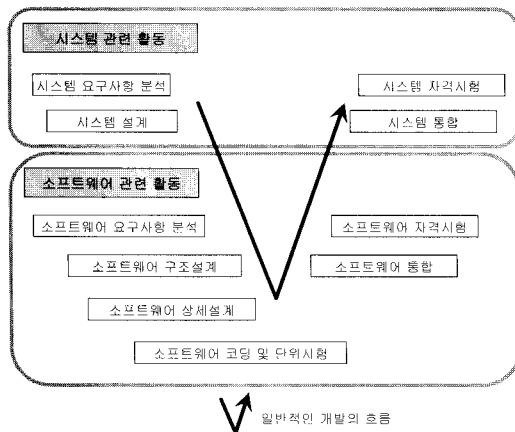 시스템 관련 활동
시스템 요구사항 분석
시스템 자격시험
시스템 설계
시스템 통합
소프트웨어 관련 활동
소프트웨어 요구사항 분석
소프트웨어 자격시험
소프트웨어 구조설계
소프트웨어 통합
소프트웨어 상세설계
소프트웨어 코딩 및 단위시험
일반적인 개발의 흐름